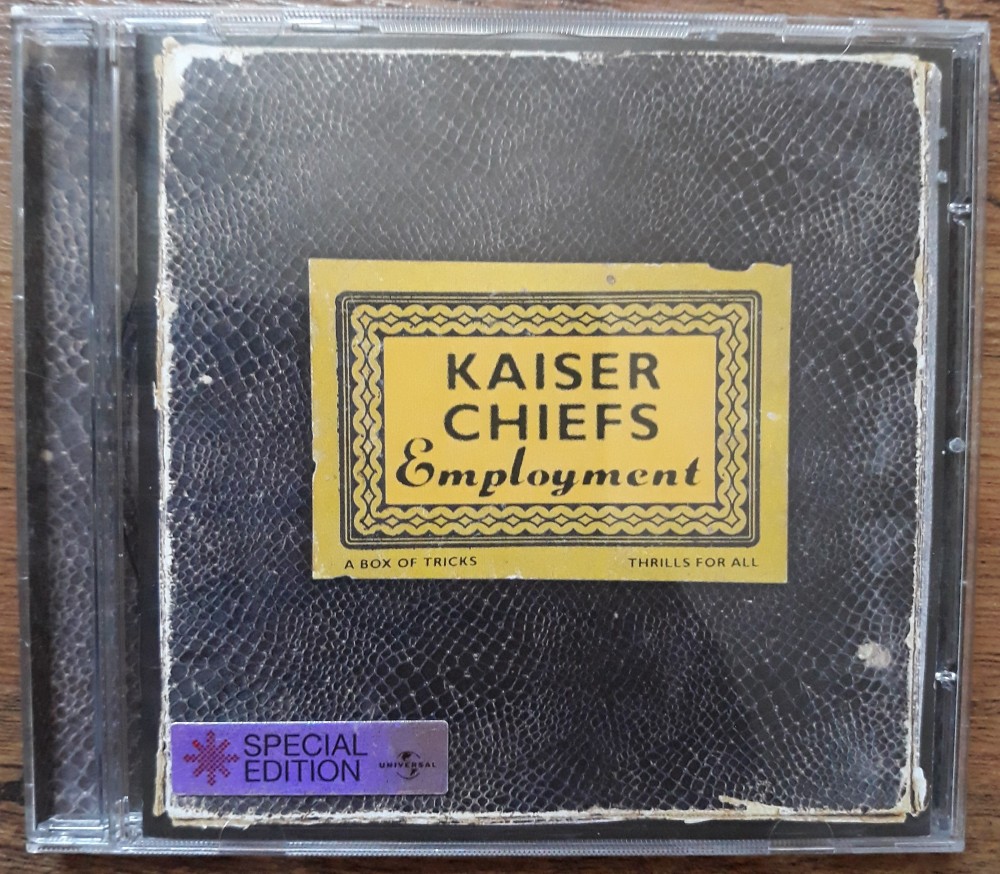 KAISER
CHIEFS
Employment
A BOX OF TRICKS THRILLS FOR ALL
SPECIAL
EDITION
UNIVERSAL